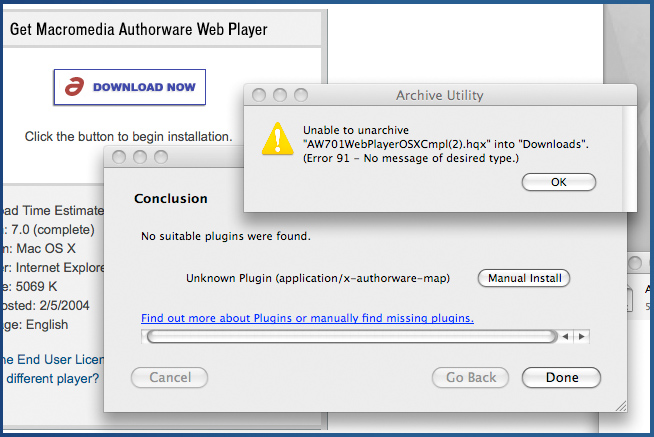 Get Macromedia Authorware Web Player
DOWNLOAD NOW
Click the button to begin installation.
Archive Utility
Unable to unarchive
"AW701WebPlayerOSXCmpl(2).hqx" into "Downloads".
(Error 91 – No message of desired type.)
OK
Conclusion
No suitable plugins were found.
Unknown Plugin (application/x-authorware-map)
Manual Install
Find out more about Plugins or manually find missing plugins.
Cancel
Go Back
Done
oad Time Estimate
: 7.0 (complete)
m: Mac OS X
er: Internet Explore
e: 5069 K
osted: 2/5/2004
age: English
he End User Licen
different player?